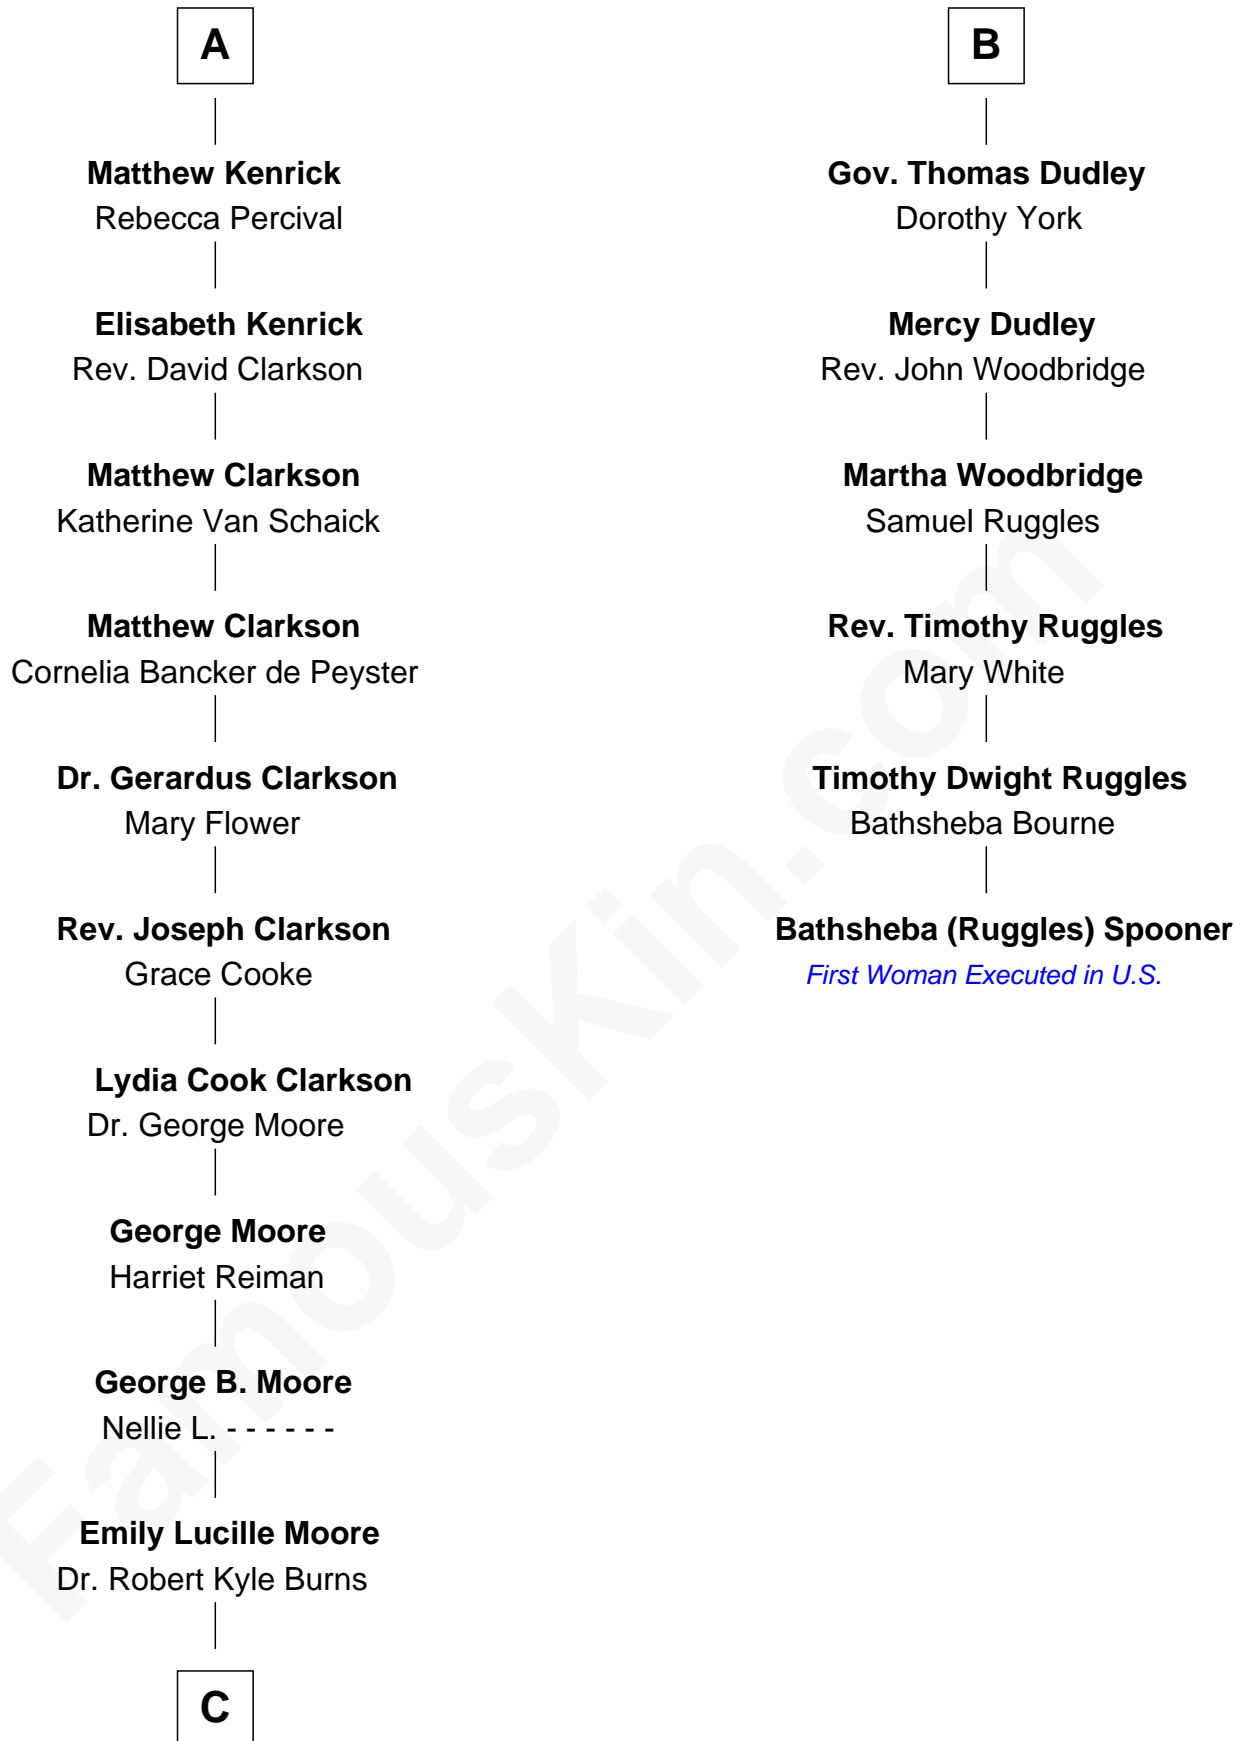 A
Matthew Kenrick
Rebecca Percival
Elisabeth Kenrick
Rev. David Clarkson
Matthew Clarkson
Katherine Van Schaick
Matthew Clarkson
Cornelia Bancker de Peyster
Dr. Gerardus Clarkson
Mary Flower
Rev. Joseph Clarkson
Grace Cooke
Lydia Cook Clarkson
Dr. George Moore
George Moore
Harriet Reiman
George B. Moore
Nellie L. - - - - - -
Emily Lucille Moore
Dr. Robert Kyle Burns
C
B
Gov. Thomas Dudley
Dorothy York
Mercy Dudley
Rev. John Woodbridge
Martha Woodbridge
Samuel Ruggles
Rev. Timothy Ruggles
Mary White
Timothy Dwight Ruggles
Bathsheba Bourne
Bathsheba (Ruggles) Spooner
First Woman Executed in U.S.
FamousKin.com